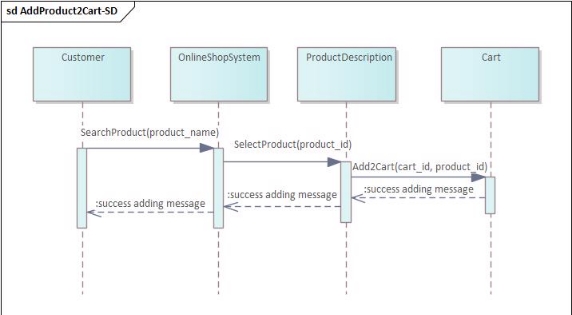 sd AddProduct2Cart-SD
Customer
OnlineShopSystem
ProductDescription
Cart
SearchProduct(product_name)
SelectProduct(product_id)
Add2Cart(cart_id, product_id)
:success adding message
:success adding message
:success adding message